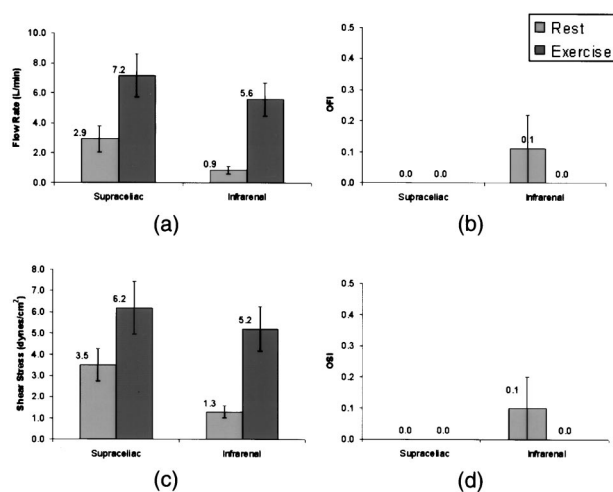 Rest
Exercise
Flow Rate (L/min)
10.0
8.0
6.0
4.0
2.0
0.0
2.9
7.2
0.9
5.6
Supraceliac
Infrarenal
(a)
OFI
0.5
0.4
0.3
0.2
0.1
0.0
0.0
0.0
0.1
0.0
Supraceliac
Infrarenal
(b)
Shear Stress (dynes/cm²)
8.0
7.0
6.0
5.0
4.0
3.0
2.0
1.0
0.0
3.5
6.2
1.3
5.2
Supraceliac
Infrarenal
(c)
OSI
0.5
0.4
0.3
0.2
0.1
0.0
0.0
0.0
0.1
0.0
Supraceliac
Infrarenal
(d)